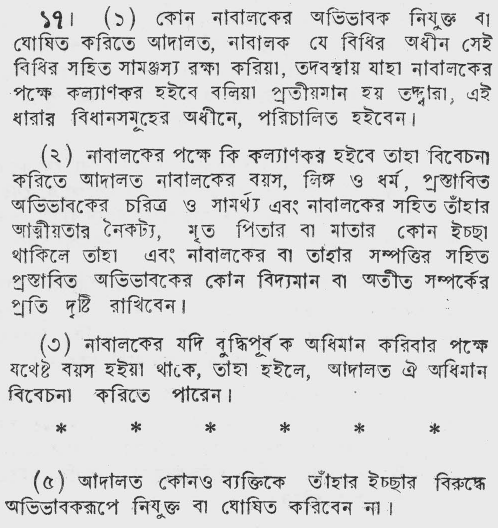 ১৭। (১) কোন নাবালকের অভিভাবক নিযুক্ত বা
ঘোষিত করিতে আদালত, নাবালক যে বিধির অধীন সেই
বিধির সহিত সামঞ্জস্য রক্ষা করিয়া, তদবস্থায় যাহা নাবালকের
পক্ষে কল্যাণকর হইবে বলিয়া প্রতীয়মান হয় তদ্দ্বারা, এই
ধারার বিধানসমূহের অধীনে, পরিচালিত হইবেন।
(২) নাবালকের পক্ষে কি কল্যাণকর হইবে তাহা বিবেচনা
করিতে আদালত নাবালকের বয়স, লিঙ্গ ও ধর্ম, প্রস্তাবিত
অভিভাবকের চরিত্র ও সামর্থ্য এবং নাবালকের সহিত তাঁহার
আত্মীয়তার নৈকট্য, মৃত পিতার বা মাতার কোন ইচ্ছা
থাকিলে তাহা এবং নাবালকের বা তাহার সম্পত্তির সহিত
প্রস্তাবিত অভিভাবকের কোন বিদ্যমান বা অতীত সম্পর্কের
প্রতি দৃষ্টি রাখিবেন।
(৩) নাবালকের যদি বুদ্ধিপূর্বক অধিমান করিবার পক্ষে
যথেষ্ট বয়স হইয়া থাকে, তাহা হইলে, আদালত ঐ অধিমান
বিবেচনা করিতে পারেন।
* * * * * *
(৫) আদালত কোনও ব্যক্তিকে তাঁহার ইচ্ছার বিরুদ্ধে
অভিভাবকরূপে নিযুক্ত বা ঘোষিত করিবেন না।